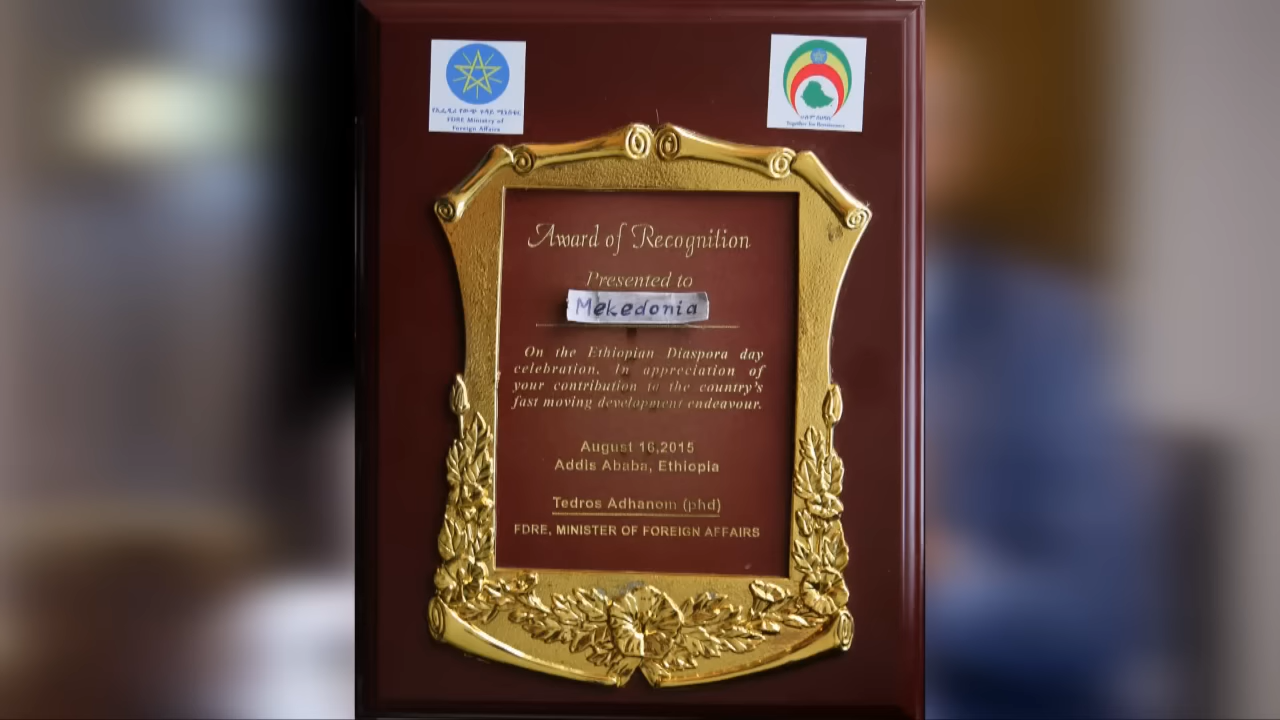 FDRE Ministry of
Foreign Affairs
Together for Renaissance
Award of Recognition
Presented to
Mekedonia
On the Ethiopian Diaspora day
celebration. In appreciation of
your contribution to the country's
fast moving development endeavour.
August 16,2015
Addis Ababa, Ethiopia
Tedros Adhanom (phd)
FDRE, MINISTER OF FOREIGN AFFAIRS